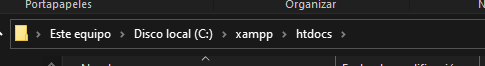 Portapapeles Organizar
Este equipo > Disco local (C:) > xampp > htdocs >